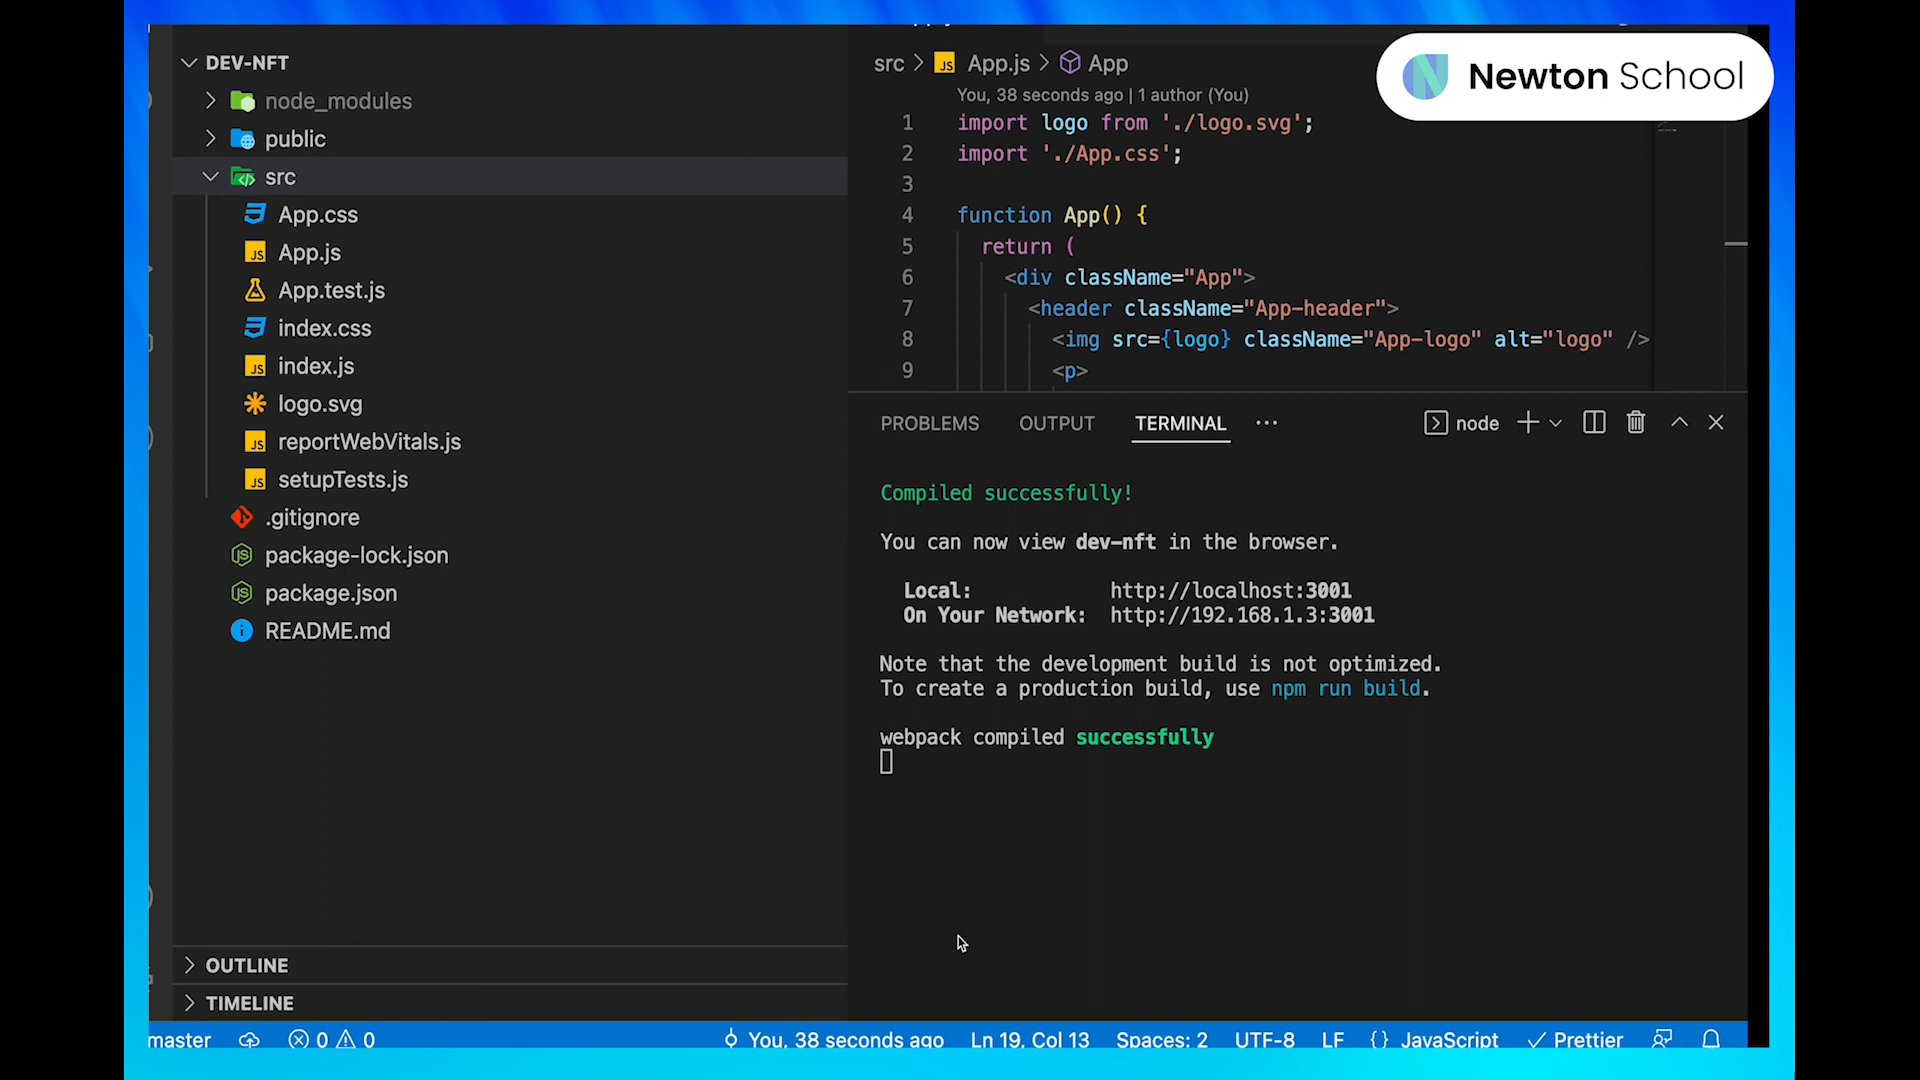 DEV-NFT
node_modules
public
src
App.css
App.js
App.test.js
index.css
index.js
logo.svg
reportWebVitals.js
setupTests.js
.gitignore
package-lock.json
package.json
README.md
OUTLINE
TIMELINE
Newton School
src > App.js > App
You, 38 seconds ago | 1 author (You)
1 import logo from './logo.svg';
2 import './App.css';
3
4 function App() {
5 return (
6 <div className="App">
7 <header className="App-header">
8 <img src={logo} className="App-logo" alt="logo" />
9 <p>
PROBLEMS OUTPUT TERMINAL ··· node
Compiled successfully!
You can now view dev-nft in the browser.
Local: http://localhost:3001
On Your Network: http://192.168.1.3:3001
Note that the development build is not optimized.
To create a production build, use npm run build.
webpack compiled successfully
master 0 0 You, 38 seconds ago Ln 19, Col 13 Spaces: 2 UTF-8 LF {} JavaScript Prettier